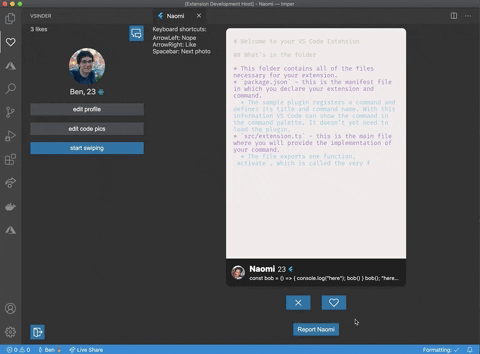 [Extension Development Host] — Naomi — tmper
VSINDER
Naomi
3 likes
Ben, 23
edit profile
edit code pics
start swiping
Keyboard shortcuts:
ArrowLeft: Nope
ArrowRight: Like
Spacebar: Next photo
# Welcome to your VS Code Extension
## What's in the folder
* This folder contains all of the files
necessary for your extension.
* `package.json` - this is the manifest file
in which you declare your extension and
command.
* The sample plugin registers a command and
defines its title and command name. With this
information VS Code can show the command in
the command palette. It doesn't yet need to
load the plugin.
* `src/extension.ts` - this is the main file
where you will provide the implementation of
your command.
* The file exports one function,
`activate`, which is called the very f
Naomi 23
const bob = () => { console.log("here"); bob() } bob(); "here...
Report Naomi
0 0 Ben Live Share
Formatting: ✓